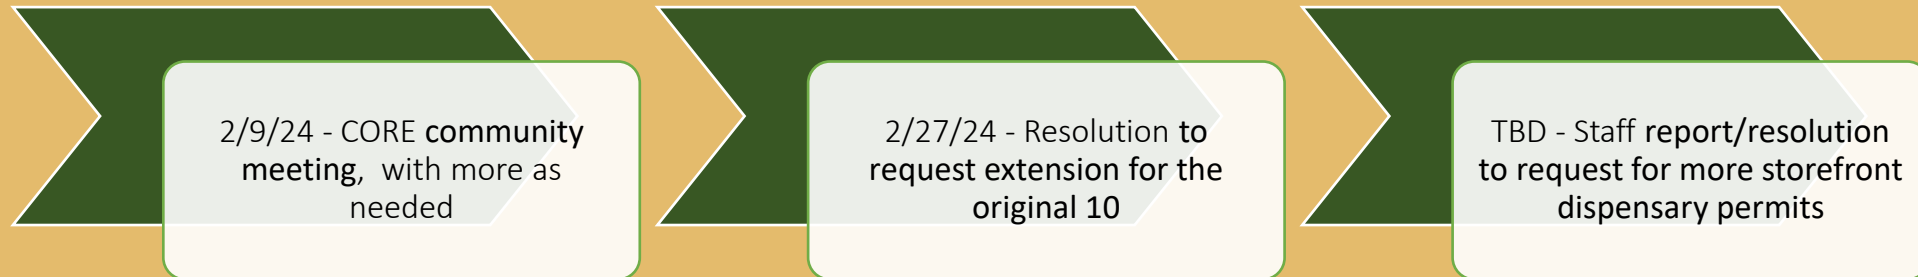 2/9/24 - CORE community
meeting,  with more as
needed
2/27/24 - Resolution to
request extension for the
original 10
TBD - Staff report/resolution
to request for more storefront
dispensary permits